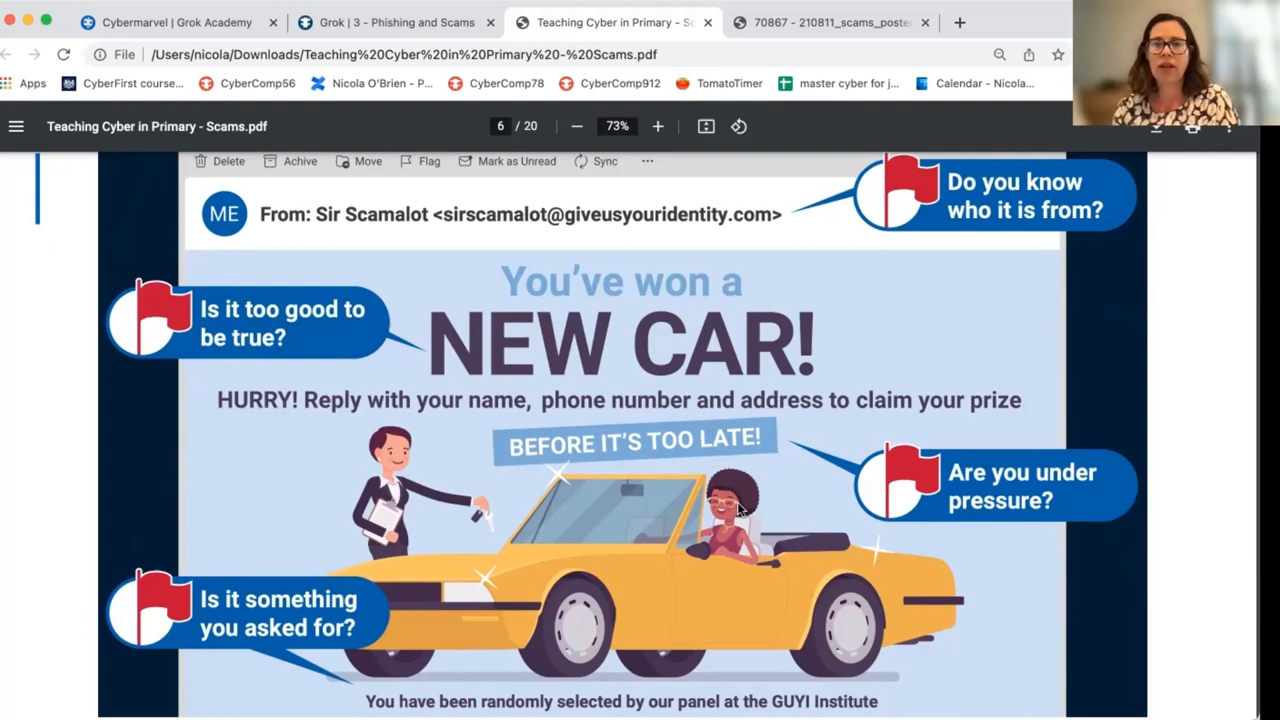 Cybermarvel | Grok Academy
Grok | 3 - Phishing and Scams
Teaching Cyber in Primary - Sc
70867 - 210811_scams_poste
File
/Users/nicola/Downloads/Teaching%20Cyber%20in%20Primary%20-%20Scams.pdf
Apps
CyberFirst course...
CyberComp56
Nicola O'Brien - P...
CyberComp78
CyberComp912
TomatoTimer
master cyber for j...
Calendar - Nicola...
Teaching Cyber in Primary - Scams.pdf
6 / 20
73%
Delete
Achive
Move
Flag
Mark as Unread
Sync
ME
From: Sir Scamalot <sirscamalot@giveusyouridentity.com>
Do you know
who it is from?
You've won a
NEW CAR!
Is it too good to
be true?
HURRY! Reply with your name, phone number and address to claim your prize
BEFORE IT'S TOO LATE!
Are you under
pressure?
Is it something
you asked for?
You have been randomly selected by our panel at the GUYI Institute